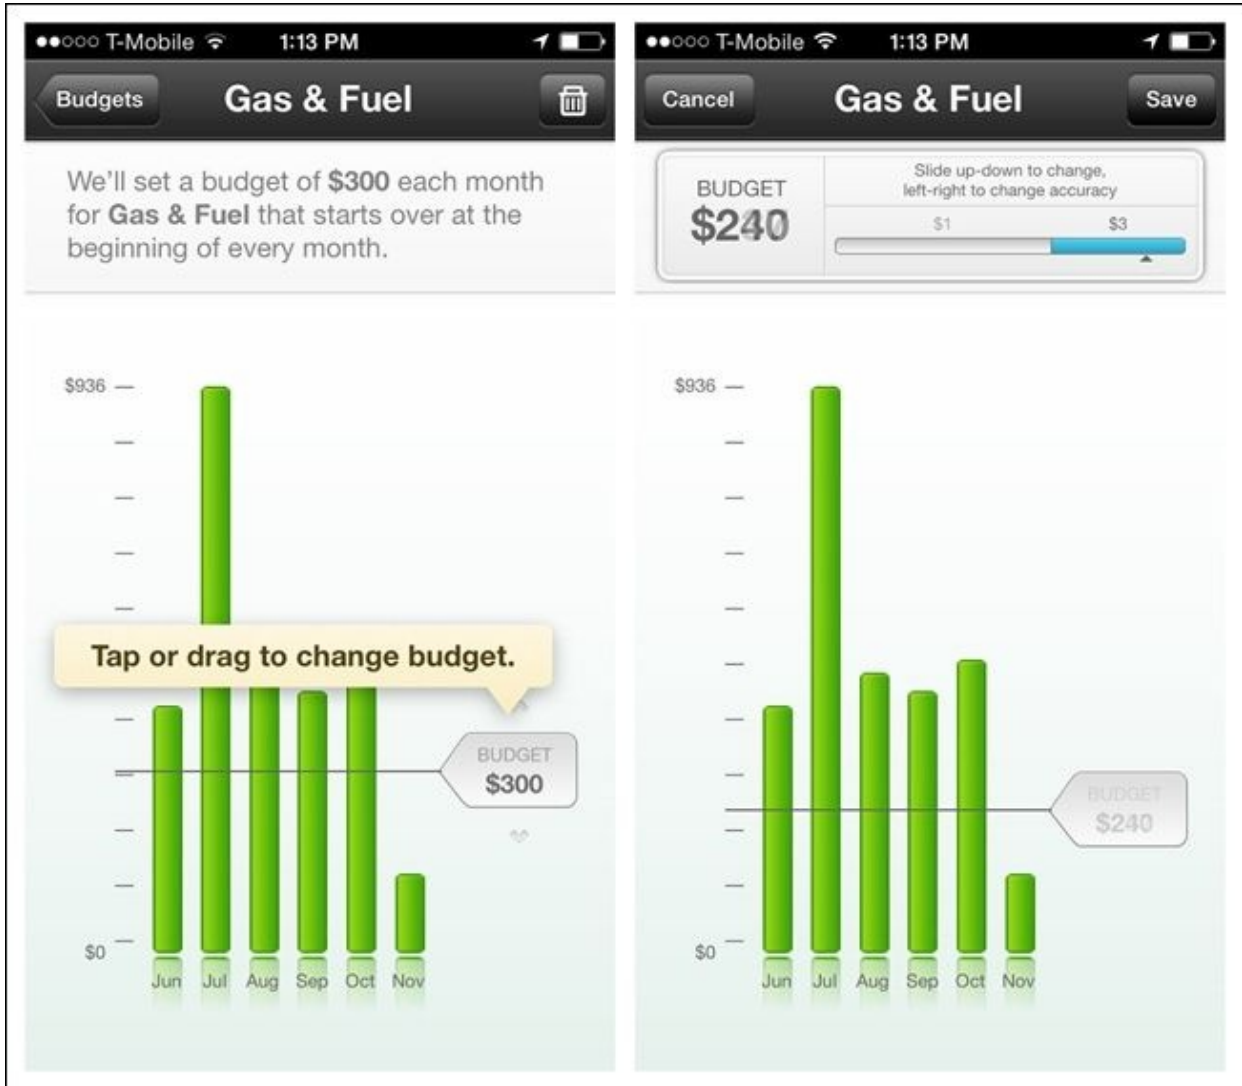 T-Mobile 1:13 PM
Budgets Gas & Fuel
We'll set a budget of $300 each month
for Gas & Fuel that starts over at the
beginning of every month.
$936
Tap or drag to change budget.
BUDGET
$300
$0
Jun Jul Aug Sep Oct Nov
T-Mobile 1:13 PM
Cancel Gas & Fuel Save
BUDGET
$240
Slide up-down to change,
left-right to change accuracy
$1 $3
$936
BUDGET
$240
$0
Jun Jul Aug Sep Oct Nov